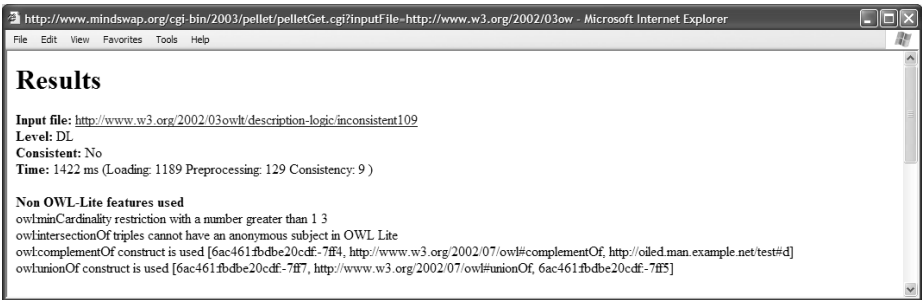 http://www.mindswap.org/cgi-bin/2003/pellet/pelletGet.cgi?inputFile=http://www.w3.org/2002/03ow - Microsoft Internet Explorer
File Edit View Favorites Tools Help
Results
Input file: http://www.w3.org/2002/03owlt/description-logic/inconsistent109
Level: DL
Consistent: No
Time: 1422 ms (Loading: 1189 Preprocessing: 129 Consistency: 9 )
Non OWL-Lite features used
owl:minCardinality restriction with a number greater than 1 3
owl:intersectionOf triples cannot have an anonymous subject in OWL Lite
owl:complementOf construct is used [6ac461:fbdbe20cdf:-7ff4, http://www.w3.org/2002/07/owl#complementOf, http://oiled.man.example.net/test#d]
owl:unionOf construct is used [6ac461:fbdbe20cdf:-7ff7, http://www.w3.org/2002/07/owl#unionOf, 6ac461:fbdbe20cdf:-7ff5]